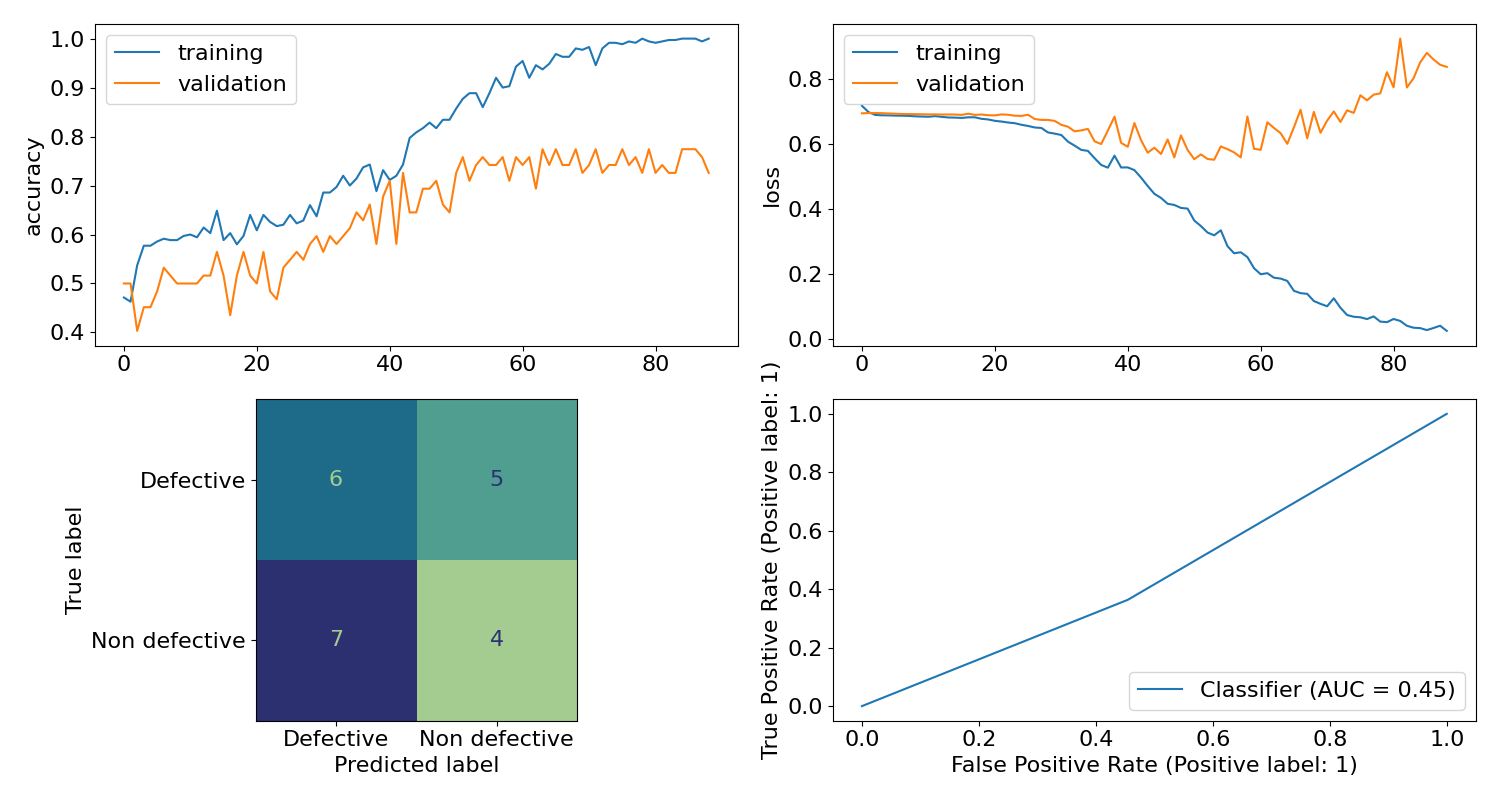 training
validation
accuracy
1.0
0.9
0.8
0.7
0.6
0.5
0.4
0 20 40 60 80
training
validation
loss
0.8
0.6
0.4
0.2
0.0
0 20 40 60 80
True label
Defective
Non defective
6 5
7 4
Defective Non defective
Predicted label
True Positive Rate (Positive label: 1)
1.0
0.8
0.6
0.4
0.2
0.0
Classifier (AUC = 0.45)
0.0 0.2 0.4 0.6 0.8 1.0
False Positive Rate (Positive label: 1)